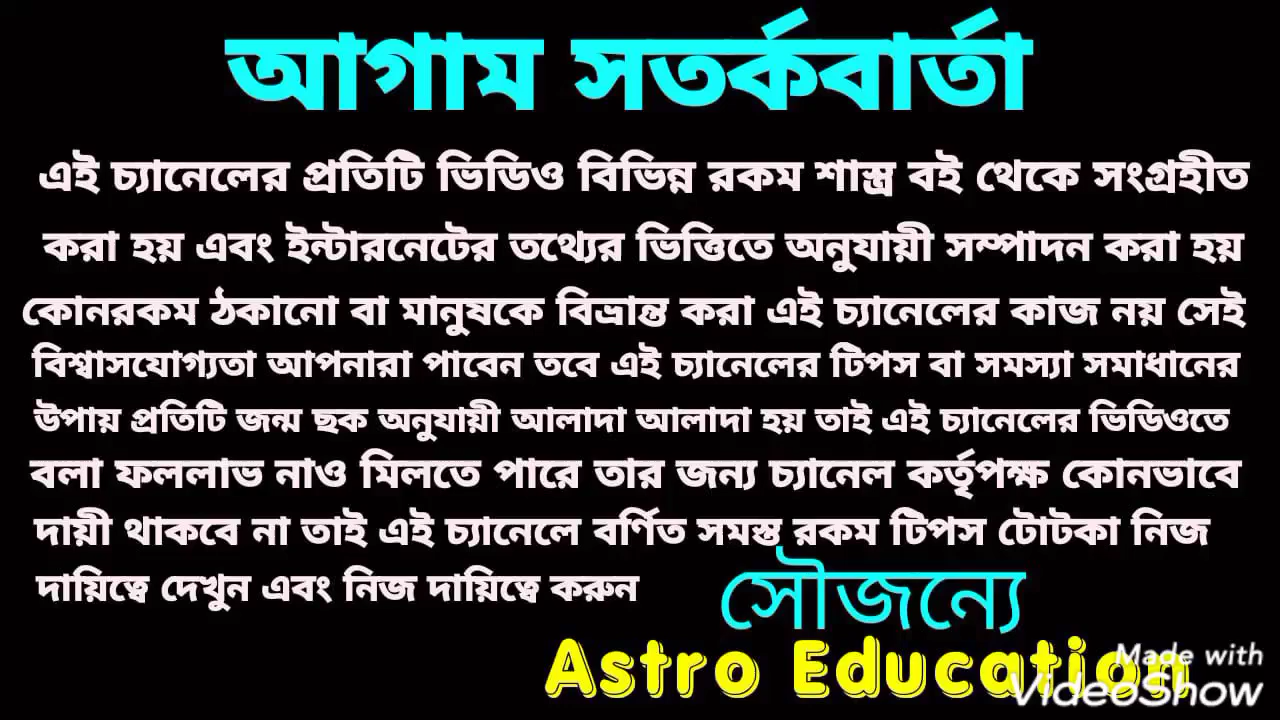 আগাম সতর্কবার্তা
এই চ্যানেলের প্রতিটি ভিডিও বিভিন্ন রকম শাস্ত্র বই থেকে সংগ্রহীত
করা হয় এবং ইন্টারনেটের তথ্যের ভিত্তিতে অনুযায়ী সম্পাদন করা হয়
কোনরকম ঠকানো বা মানুষকে বিভ্রান্ত করা এই চ্যানেলের কাজ নয় সেই
বিশ্বাসযোগ্যতা আপনারা পাবেন তবে এই চ্যানেলের টিপস বা সমস্যা সমাধানের
উপায় প্রতিটি জন্ম ছক অনুযায়ী আলাদা আলাদা হয় তাই এই চ্যানেলের ভিডিওতে
বলা ফললাভ নাও মিলতে পারে তার জন্য চ্যানেল কর্তৃপক্ষ কোনভাবে
দায়ী থাকবে না তাই এই চ্যানেলে বর্ণিত সমস্ত রকম টিপস টোটকা নিজ
দায়িত্বে দেখুন এবং নিজ দায়িত্বে করুন
সৌজন্যে
Astro Education
Made with
VideoShow